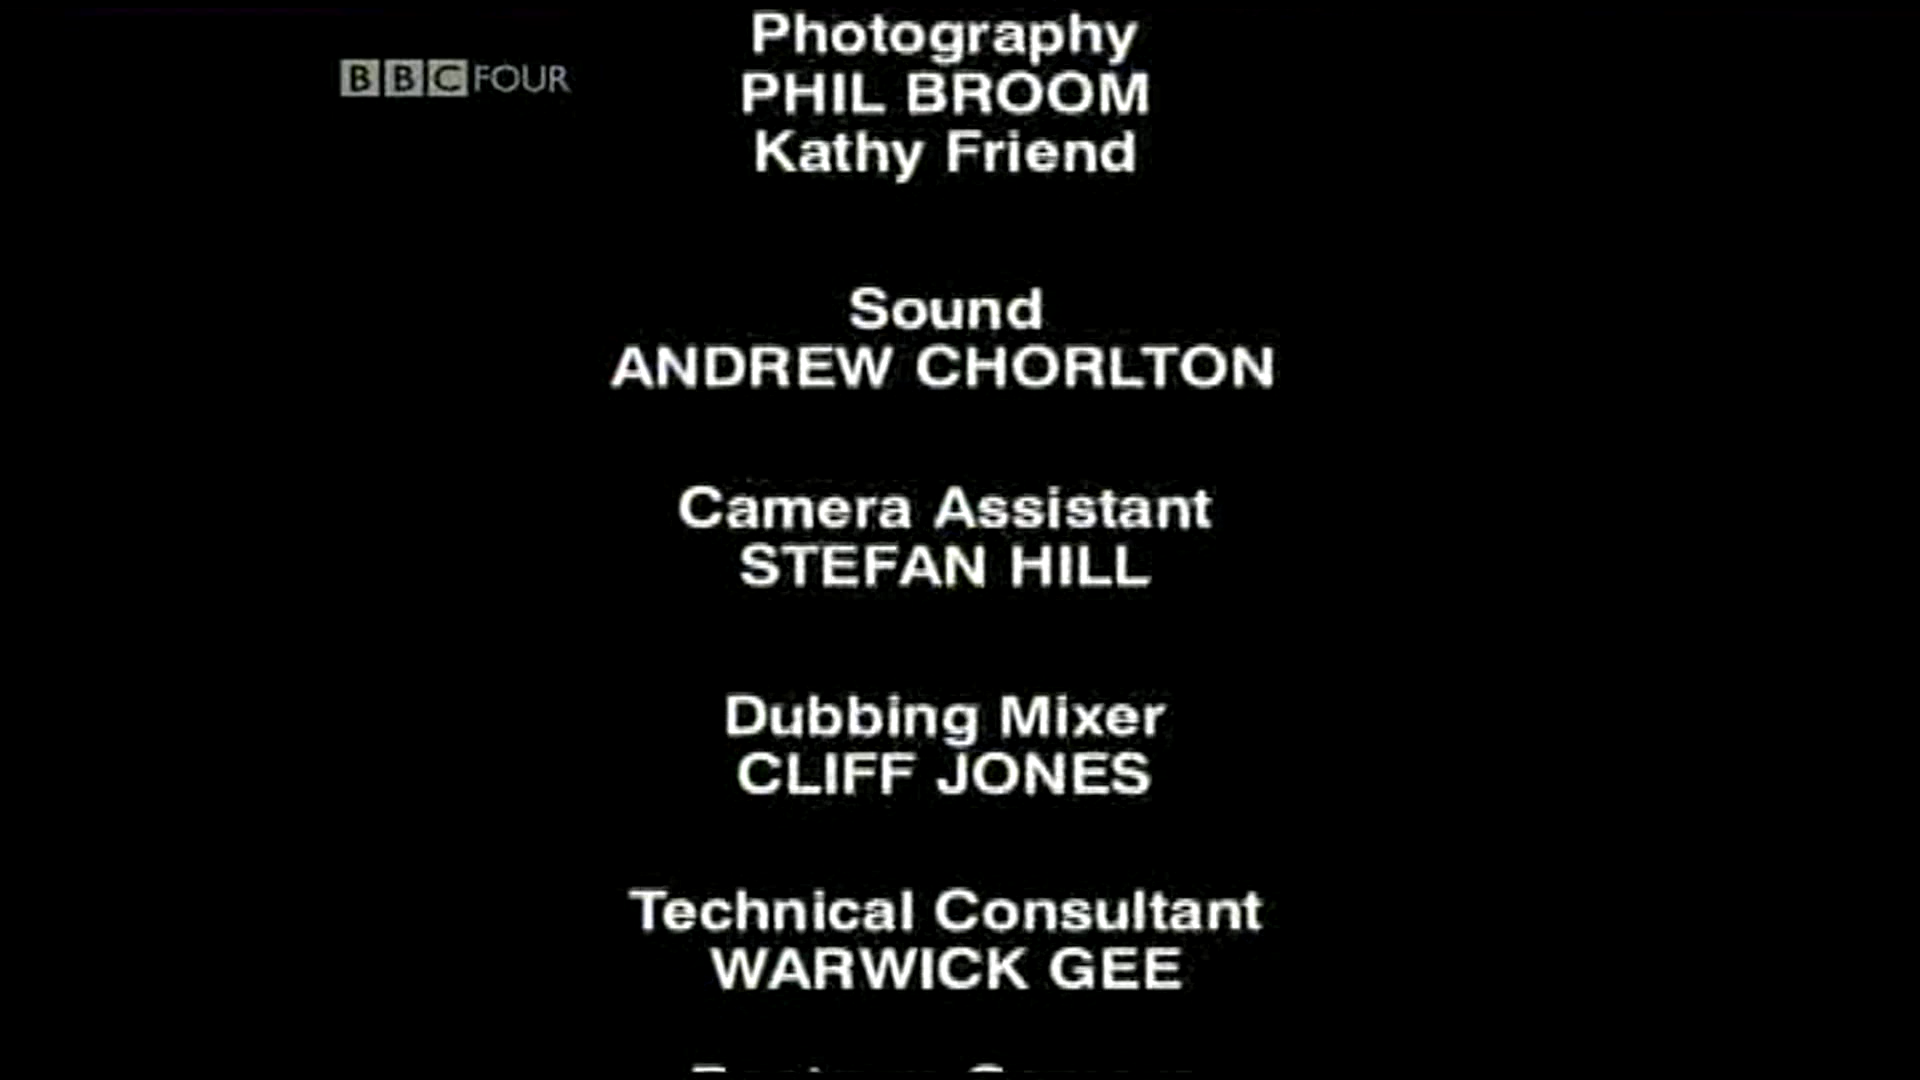 BBC FOUR
Photography
PHIL BROOM
Kathy Friend
Sound
ANDREW CHORLTON
Camera Assistant
STEFAN HILL
Dubbing Mixer
CLIFF JONES
Technical Consultant
WARWICK GEE